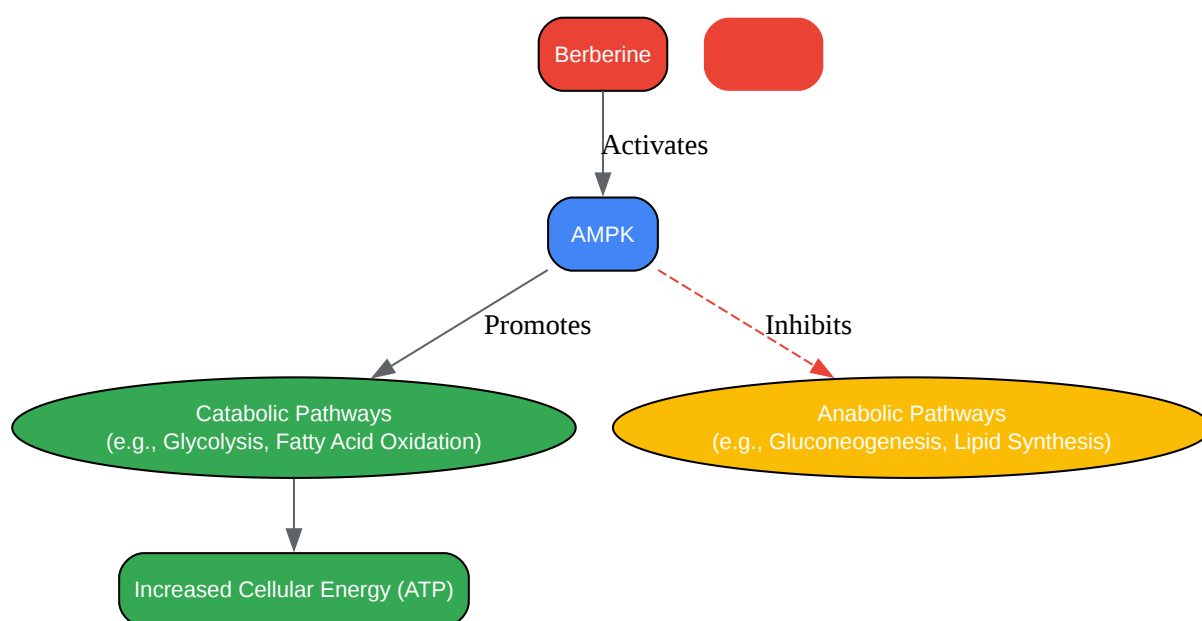 Berberine
Activates
AMPK
Promotes
Inhibits
Catabolic Pathways
(e.g., Glycolysis, Fatty Acid Oxidation)
Anabolic Pathways
(e.g., Gluconeogenesis, Lipid Synthesis)
Increased Cellular Energy (ATP)